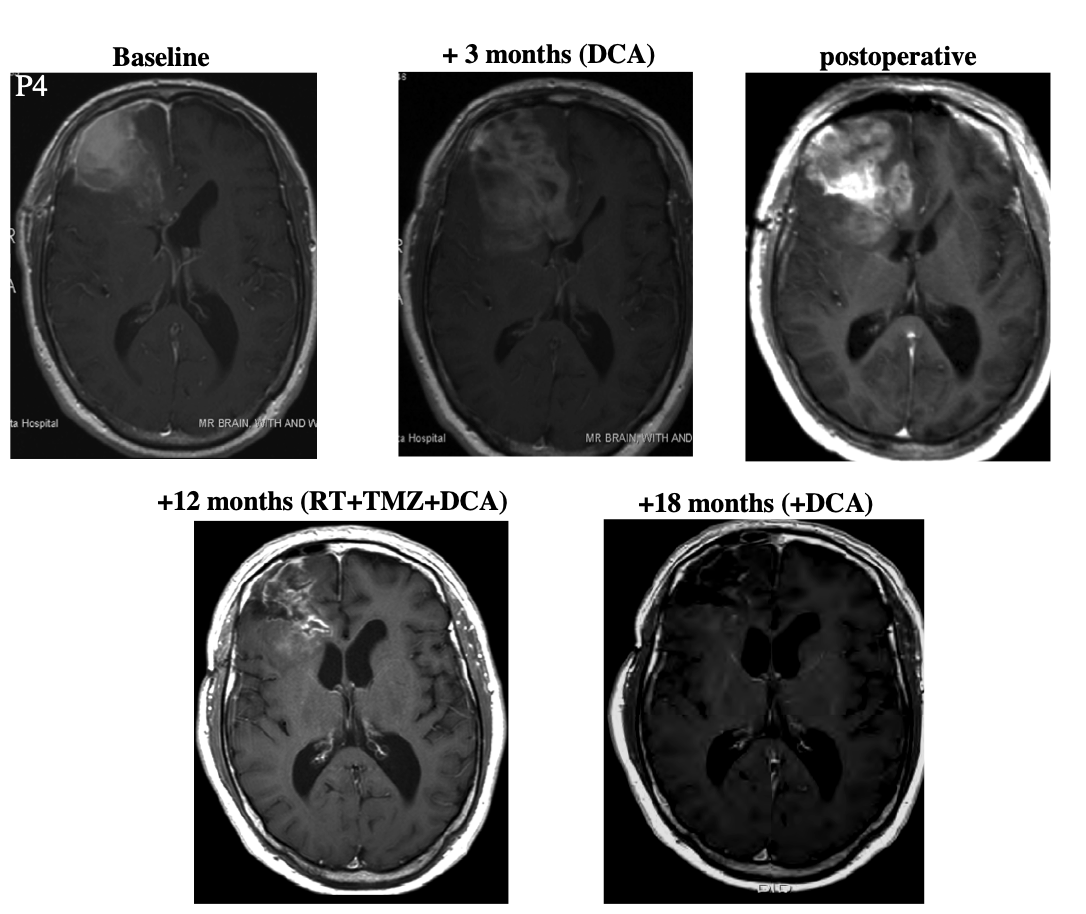 Baseline
+ 3 months (DCA)
postoperative
P4
R
A
ta Hospital
MR BRAIN, WITH AND W
R
A
ta Hospital
MR BRAIN, WITH AND
+12 months (RT+TMZ+DCA)
+18 months (+DCA)